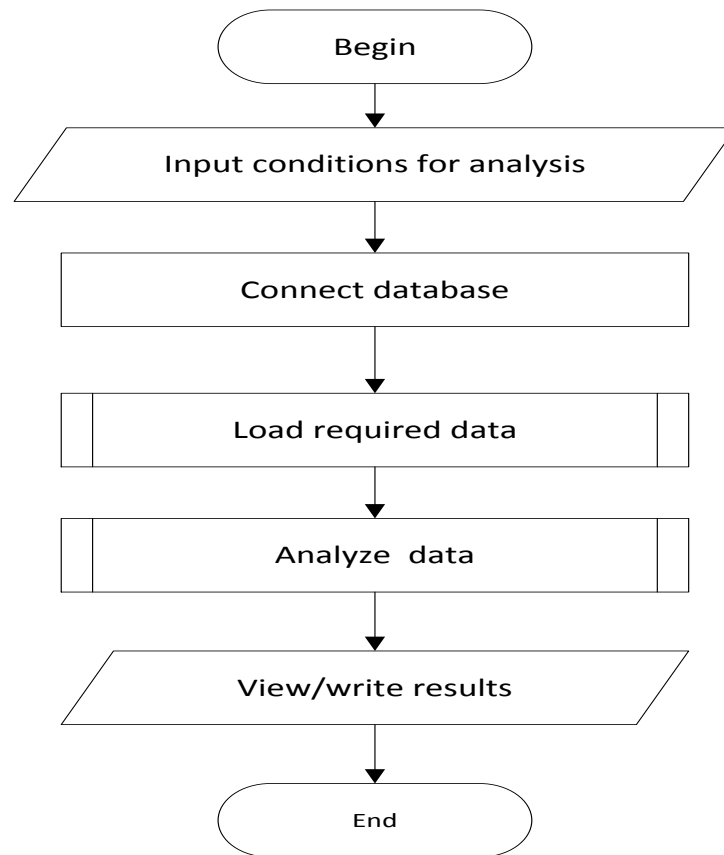 Begin
Input conditions for analysis
Connect database
Load required data
Analyze data
View/write results
End